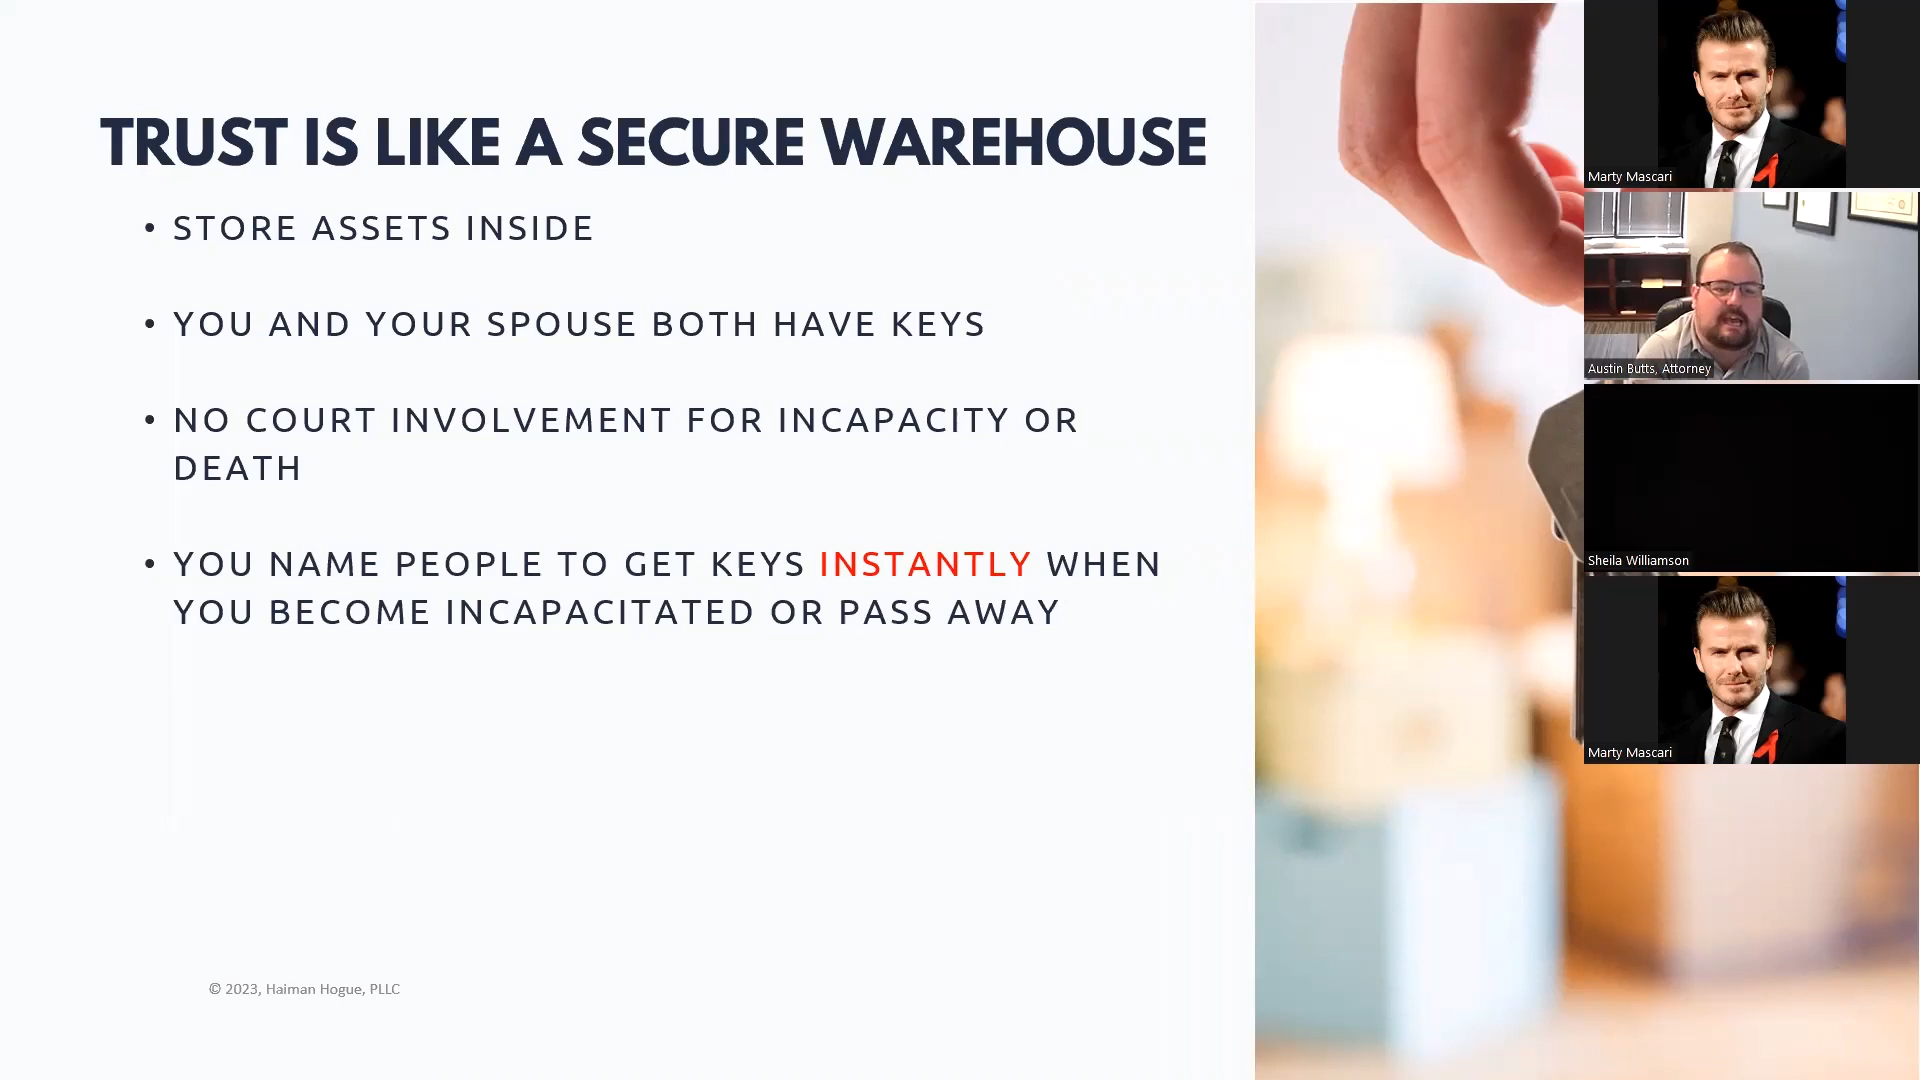 TRUST IS LIKE A SECURE WAREHOUSE
• STORE ASSETS INSIDE
• YOU AND YOUR SPOUSE BOTH HAVE KEYS
• NO COURT INVOLVEMENT FOR INCAPACITY OR
DEATH
• YOU NAME PEOPLE TO GET KEYS INSTANTLY WHEN
YOU BECOME INCAPACITATED OR PASS AWAY
© 2023, Haiman Hogue, PLLC
Marty Mascari
Austin Butts, Attorney
Sheila Williamson
Marty Mascari